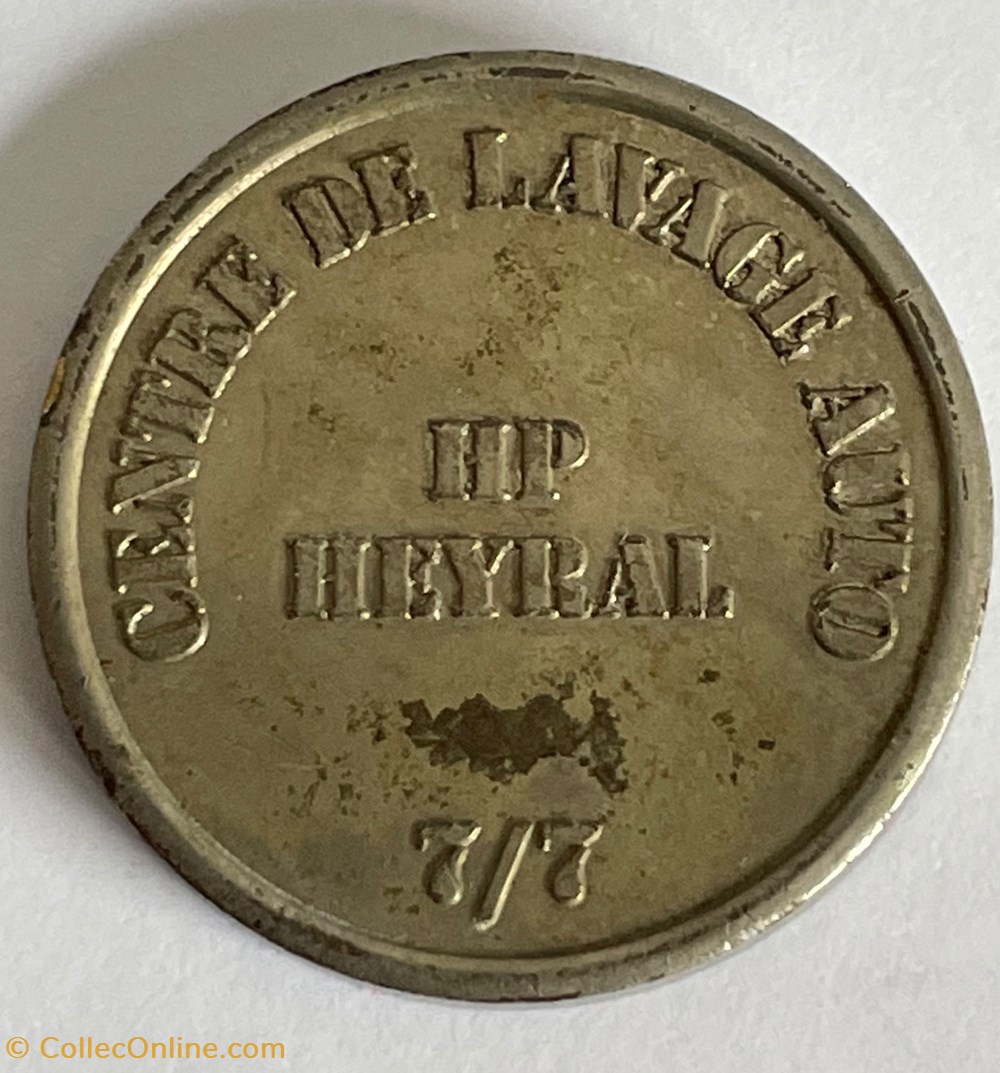 CENTRE DE LAVAGE AUTO
HP
HEYRAL
7/7
© CollecOnline.com